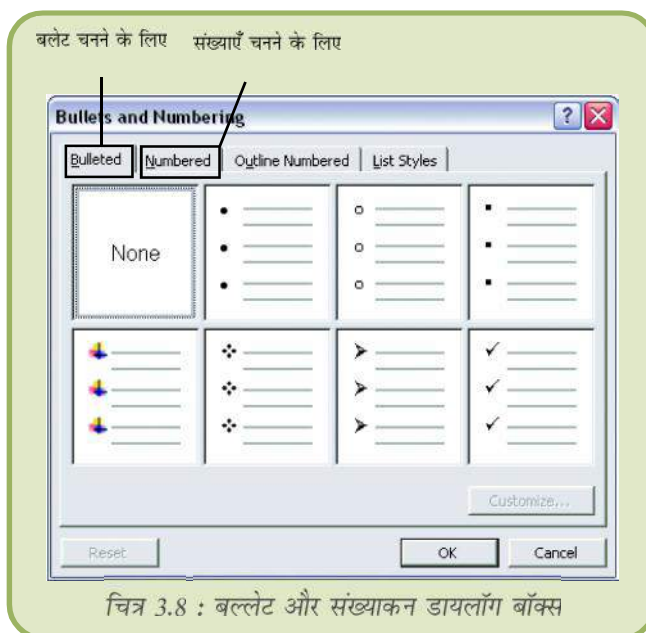 बलेट चनने के लिए संख्याएँ चनने के लिए
Bullets and Numbering
Bulleted Numbered Outline Numbered List Styles
None
Customize...
Reset OK Cancel
चित्र 3.8 : बल्लेट और संख्याकन डायलॉग बॉक्स